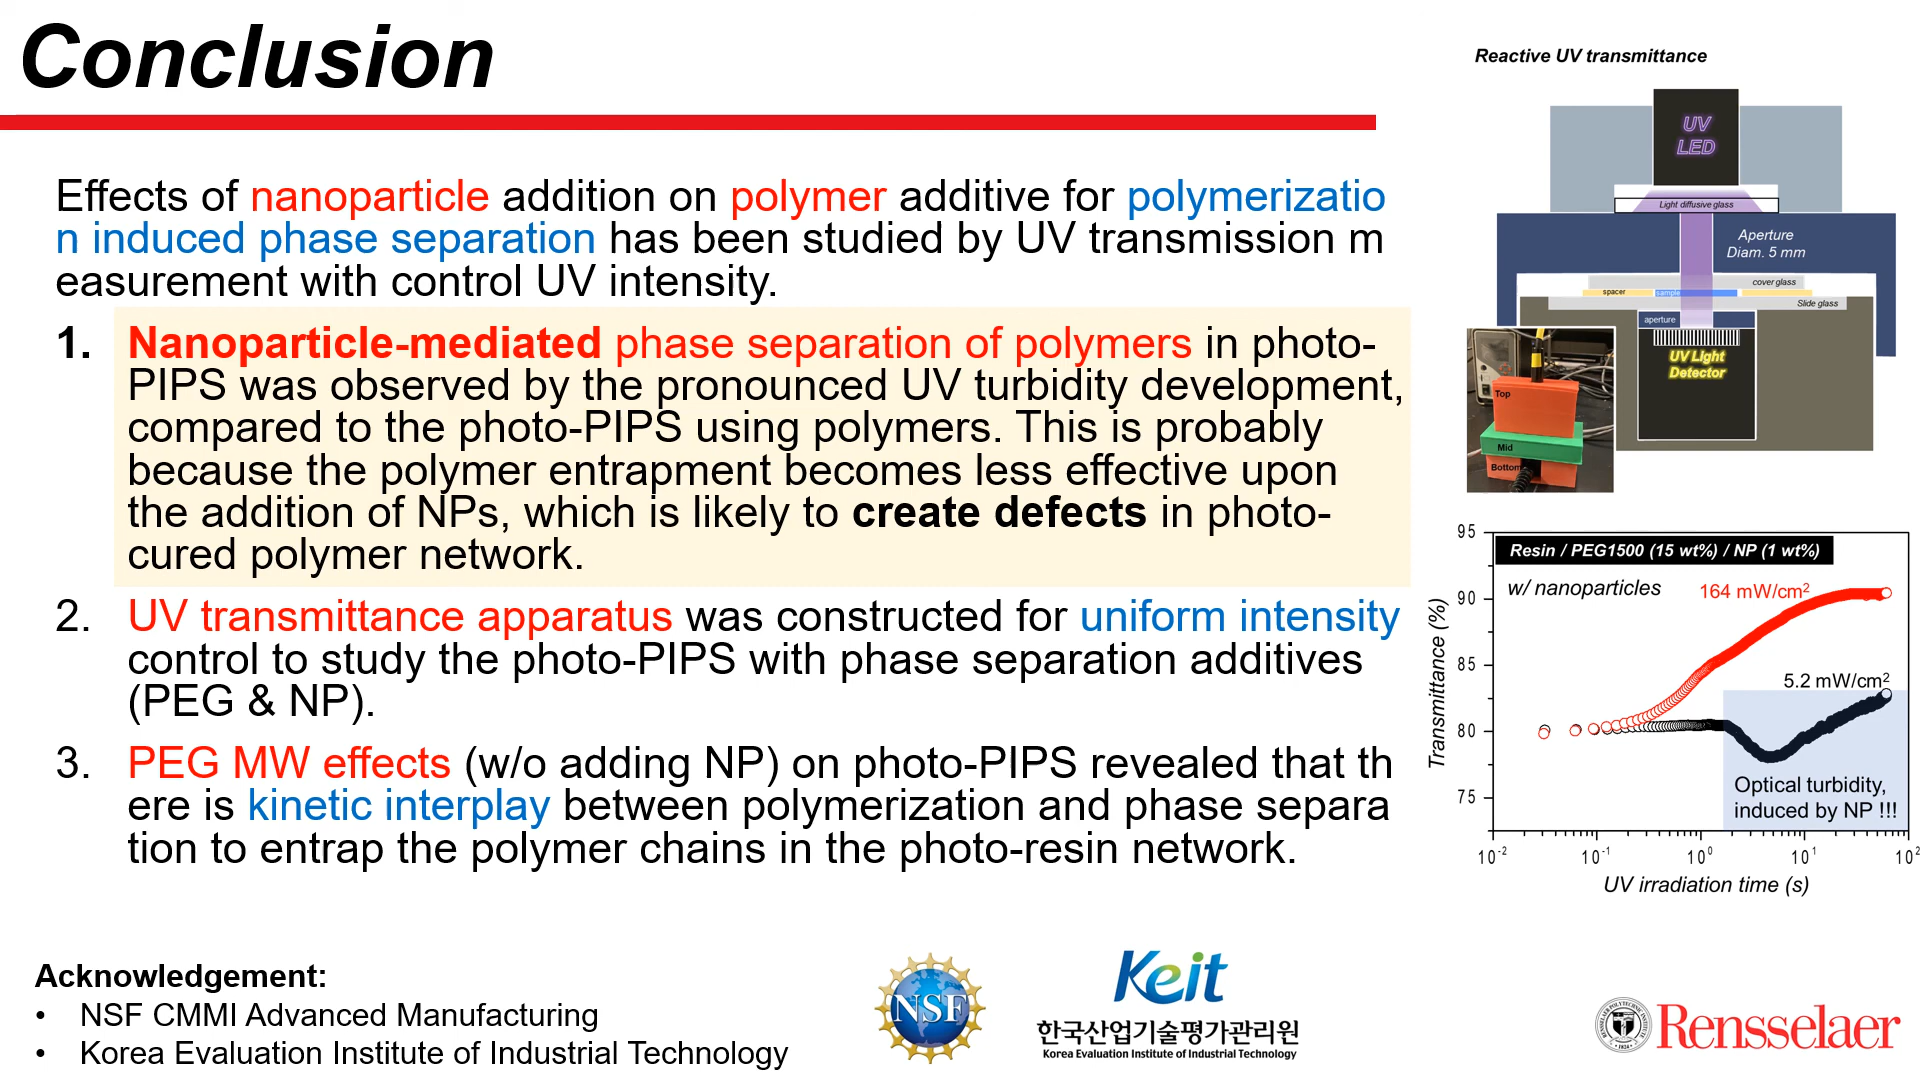 Conclusion
Effects of nanoparticle addition on polymer additive for polymerizatio
n induced phase separation has been studied by UV transmission m
easurement with control UV intensity.
1. Nanoparticle-mediated phase separation of polymers in photo-
PIPS was observed by the pronounced UV turbidity development,
compared to the photo-PIPS using polymers. This is probably
because the polymer entrapment becomes less effective upon
the addition of NPs, which is likely to create defects in photo-
cured polymer network.
2. UV transmittance apparatus was constructed for uniform intensity
control to study the photo-PIPS with phase separation additives
(PEG & NP).
3. PEG MW effects (w/o adding NP) on photo-PIPS revealed that th
ere is kinetic interplay between polymerization and phase separa
tion to entrap the polymer chains in the photo-resin network.
Acknowledgement:
• NSF CMMI Advanced Manufacturing
• Korea Evaluation Institute of Industrial Technology
NSF
Keit
한국산업기술평가관리원
Korea Evaluation Institute of Industrial Technology
Rensselaer
Reactive UV transmittance
UV
LED
Light diffusive glass
Aperture
Diam. 5 mm
cover glass
spacer
sample
Slide glass
aperture
UV Light
Detector
Top
Mid
Bottom
Resin / PEG1500 (15 wt%) / NP (1 wt%)
w/ nanoparticles
164 mW/cm²
5.2 mW/cm²
Optical turbidity,
induced by NP !!!
Transmittance (%)
95
90
85
80
75
10⁻² 10⁻¹ 10⁰ 10¹ 10²
UV irradiation time (s)